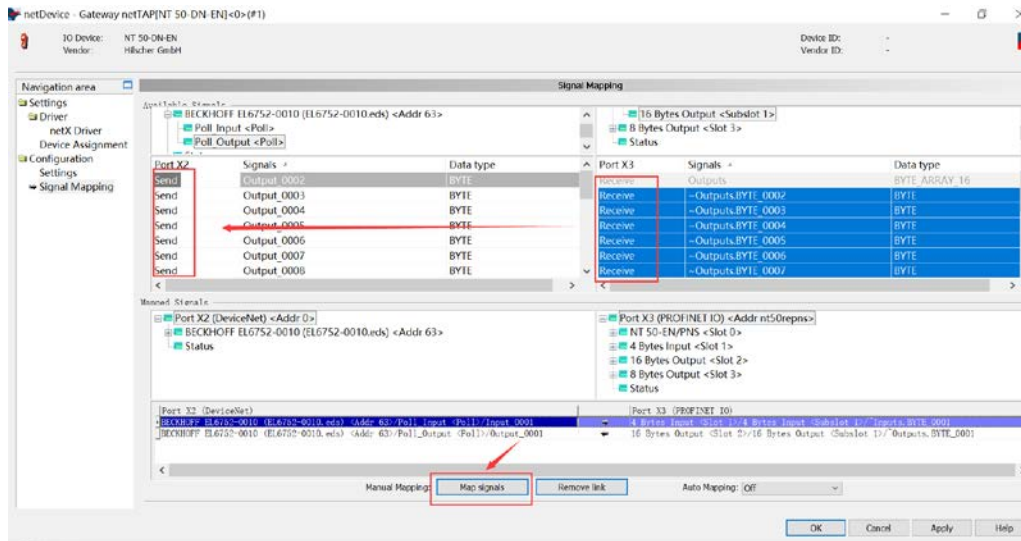 netDevice - Gateway netTAP[NT 50-DN-EN]<0>(#1)
IO Device: NT 50-DN-EN Device ID: -
Vendor: Hilscher GmbH Vendor ID: -
Navigation area Signal Mapping
Settings
Driver
netX Driver
Device Assignment
Configuration
Settings
Signal Mapping
Available Signals
BECKHOFF EL6752-0010 (EL6752-0010.eds) <Addr 63>
Poll_Input <Poll>
Poll_Output <Poll>
16 Bytes Output <Subslot 1>
8 Bytes Output <Slot 3>
Status
Port X2 Signals Data type Port X3 Signals Data type
Send Output_0002 BYTE Receive Outputs BYTE_ARRAY_16
Send Output_0003 BYTE Receive ~Outputs.BYTE_0002 BYTE
Send Output_0004 BYTE Receive ~Outputs.BYTE_0003 BYTE
Send Output_0005 BYTE Receive ~Outputs.BYTE_0004 BYTE
Send Output_0006 BYTE Receive ~Outputs.BYTE_0005 BYTE
Send Output_0007 BYTE Receive ~Outputs.BYTE_0006 BYTE
Send Output_0008 BYTE Receive ~Outputs.BYTE_0007 BYTE
Mapped Signals
Port X2 (DeviceNet) <Addr 0>
BECKHOFF EL6752-0010 (EL6752-0010.eds) <Addr 63>
Status
Port X3 (PROFINET IO) <Addr nt50repns>
NT 50-EN/PNS <Slot 0>
4 Bytes Input <Slot 1>
16 Bytes Output <Slot 2>
8 Bytes Output <Slot 3>
Status
Port X2 (DeviceNet) Port X3 (PROFINET IO)
BECKHOFF EL6752-0010 (EL6752-0010.eds) <Addr 63>/Poll_Input <Poll>/Input_0001 4 Bytes Input <Slot 1>/4 Bytes Input <Subslot 1>/~Inputs.BYTE_0001
BECKHOFF EL6752-0010 (EL6752-0010.eds) <Addr 63>/Poll_Output <Poll>/Output_0001 16 Bytes Output <Slot 2>/16 Bytes Output <Subslot 1>/~Outputs.BYTE_0001
Manual Mapping: Map signals Remove link Auto Mapping: Off
OK Cancel Apply Help